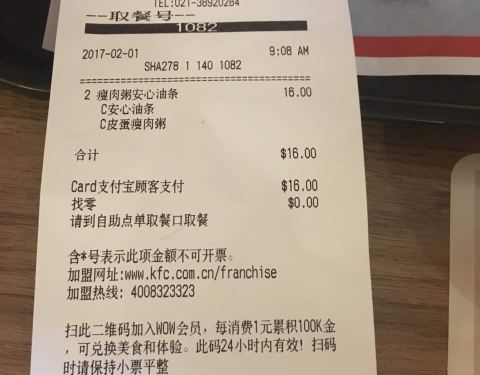 TEL:021-38920284
--取餐号--
1082
2017-02-01 9:08 AM
SHA278 1 140 1082
2 瘦肉粥安心油条 16.00
C安心油条
C皮蛋瘦肉粥
合计 $16.00
Card支付宝顾客支付 $16.00
找零 $0.00
请到自助点单取餐口取餐
含*号表示此项金额不可开票。
加盟网址:www.kfc.com.cn/franchise
加盟热线: 4008323323
扫此二维码加入WOW会员，每消费1元累积100K金
，可兑换美食和体验。此码24小时内有效! 扫码
时请保持小票平整